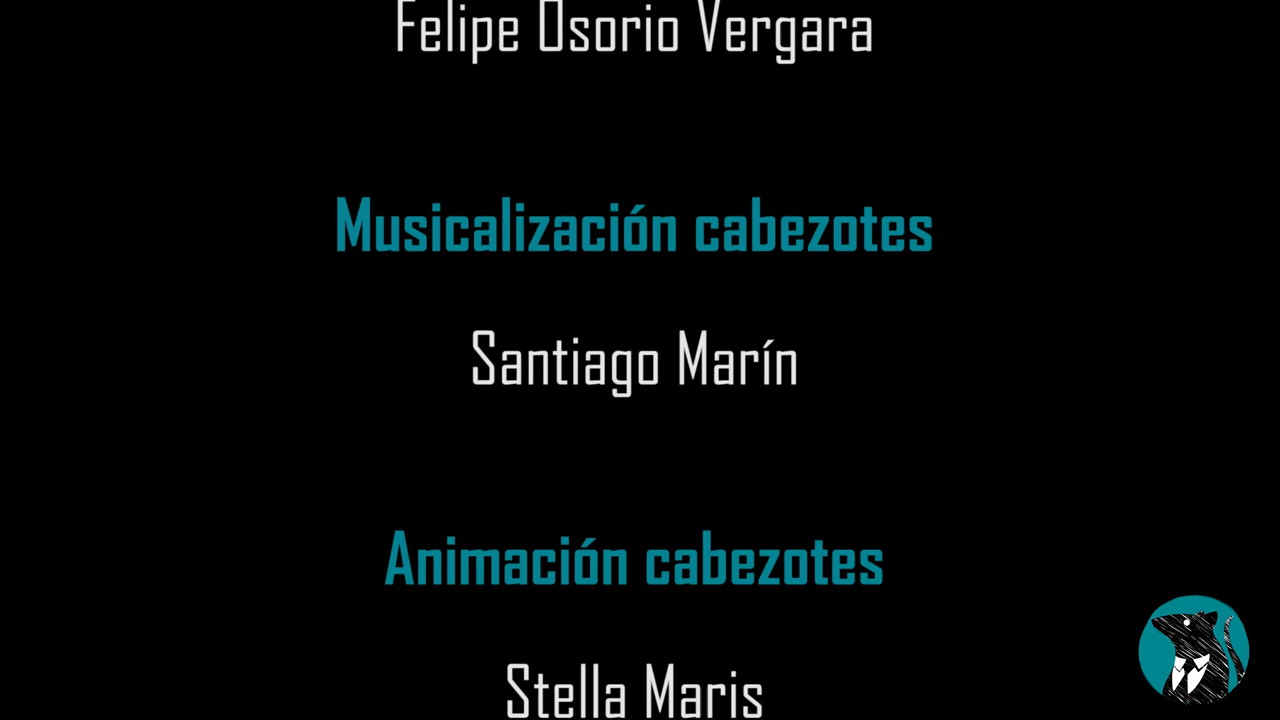 Felipe Osorio Vergara
Musicalización cabezotes
Santiago Marín
Animación cabezotes
Stella Maris